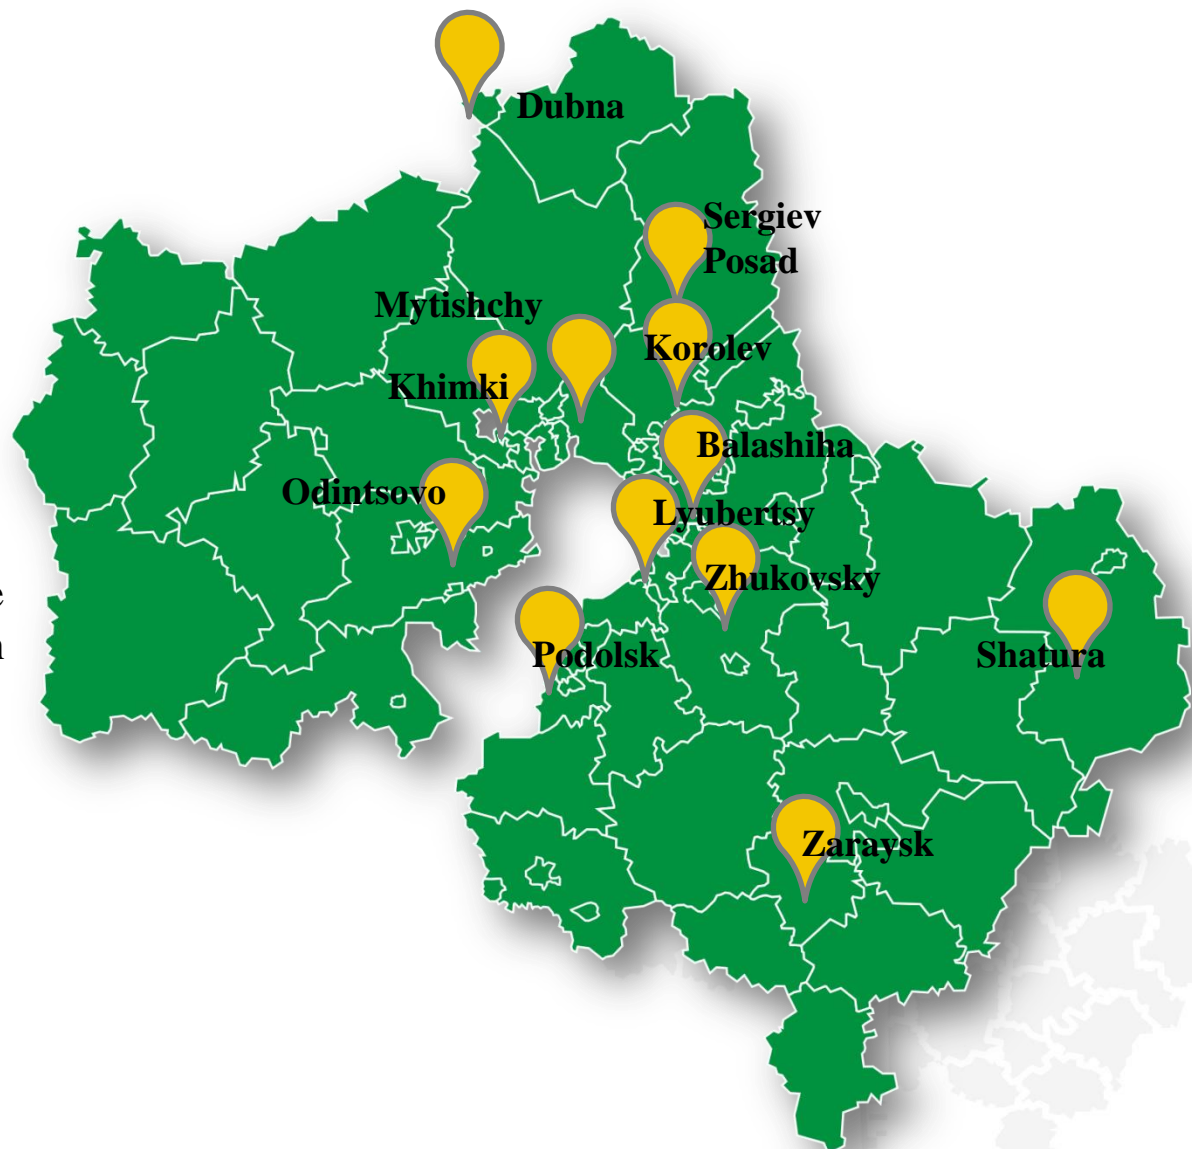 Dubna
Sergiev
Posad
Mytishchy
Korolev
Khimki
Balashiha
Odintsovo
Lyubertsy
Zhukovsky
Podolsk
Shatura
Zaraysk